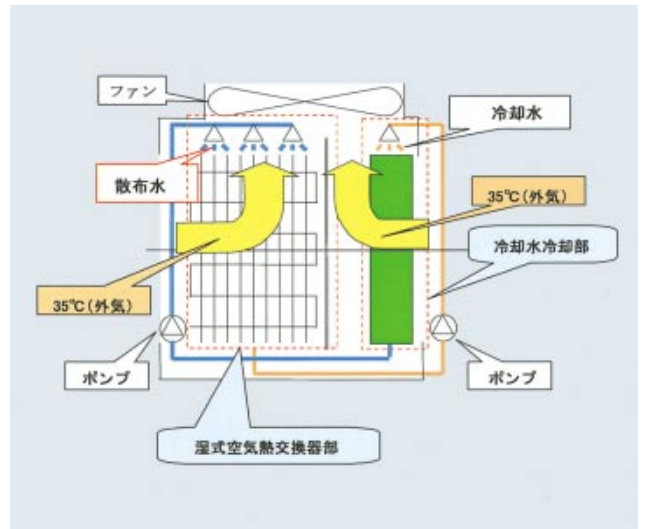 ファン
冷却水
散布水
35℃(外気)
冷却水冷却部
35℃(外気)
ポンプ
ポンプ
湿式空気熱交換器部